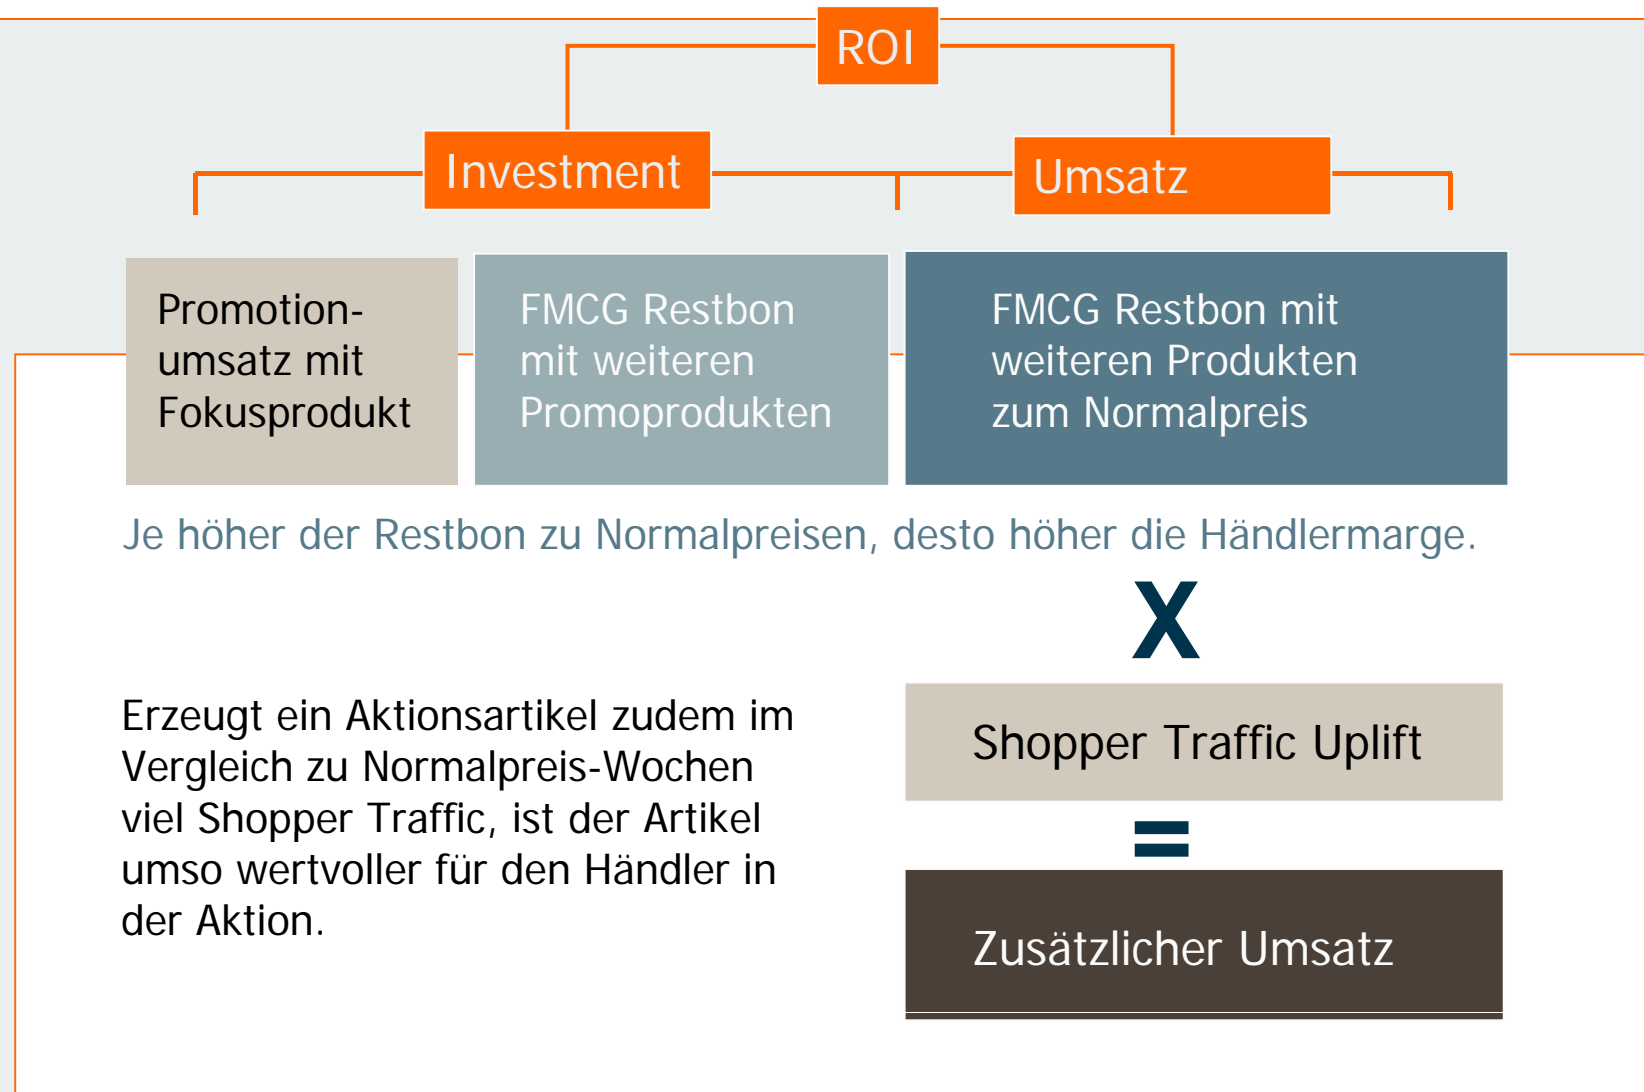 ROI
Investment
Umsatz
Promotion-
umsatz mit
Fokusprodukt
FMCG Restbon
mit weiteren
Promoprodukten
FMCG Restbon mit
weiteren Produkten
zum Normalpreis
Je höher der Restbon zu Normalpreisen, desto höher die Händlermarge.
X
Erzeugt ein Aktionsartikel zudem im
Vergleich zu Normalpreis-Wochen
viel Shopper Traffic, ist der Artikel
umso wertvoller für den Händler in
der Aktion.
Shopper Traffic Uplift
=
Zusätzlicher Umsatz